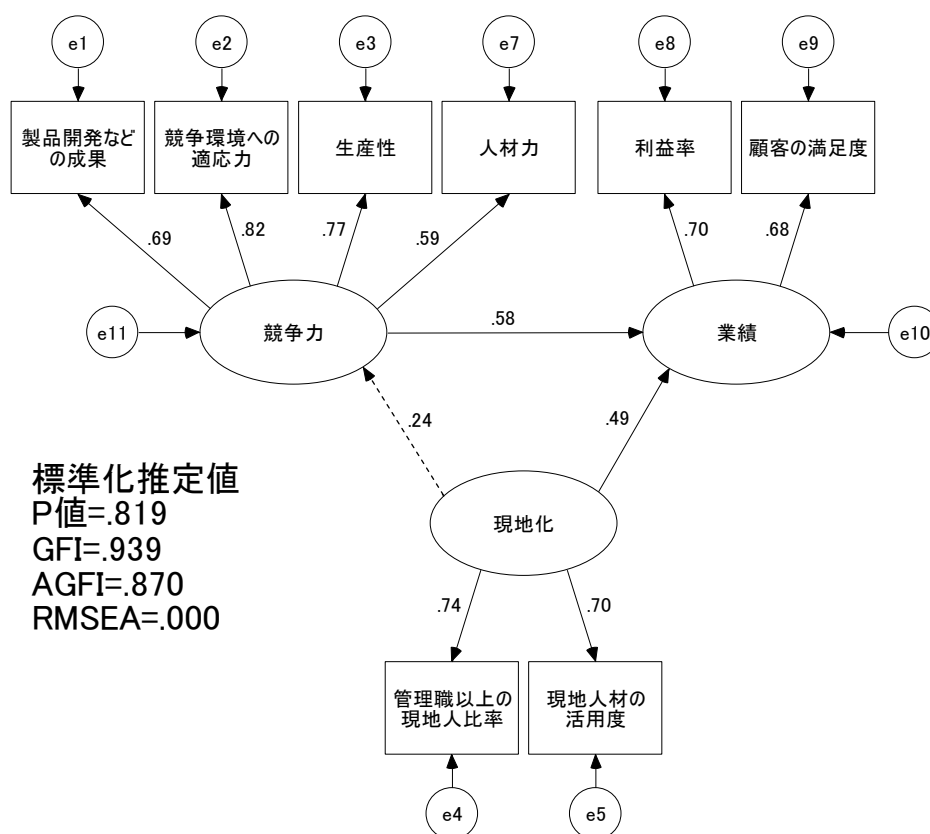 e1
e2
e3
e7
e8
e9
製品開発など
の成果
競争環境への
適応力
生産性
人材力
利益率
顧客の満足度
.69
.82
.77
.59
.70
.68
e11
競争力
.58
業績
e10
.24
.49
標準化推定値
P値=.819
GFI=.939
AGFI=.870
RMSEA=.000
現地化
.74
.70
管理職以上の
現地人比率
現地人材の
活用度
e4
e5